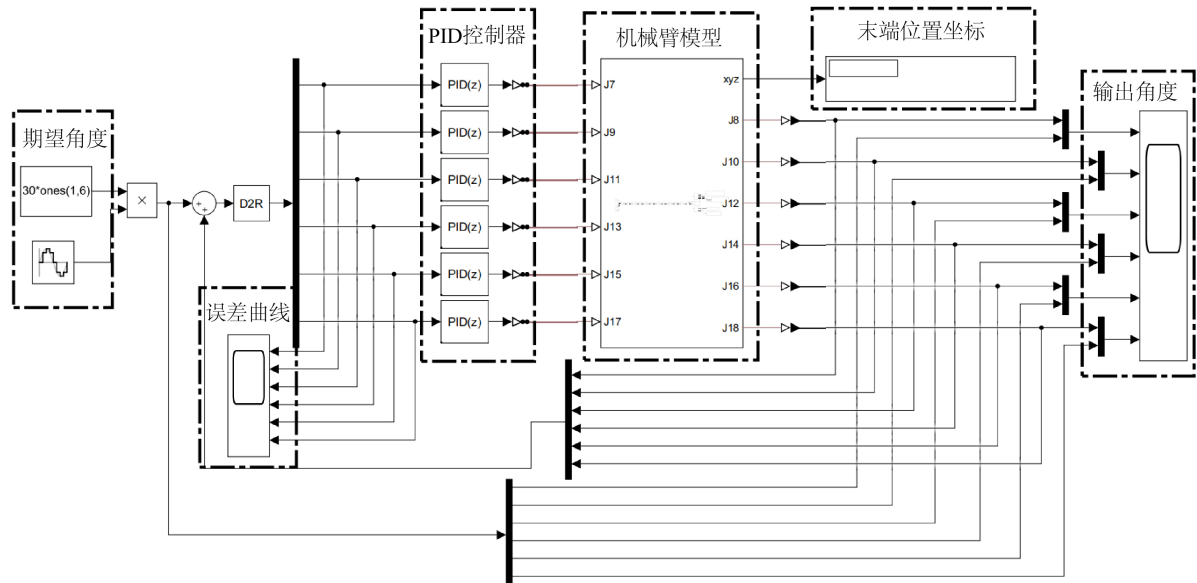 PID控制器
机械臂模型
末端位置坐标
输出角度
期望角度
误差曲线
30*ones(1,6)
×
+
+
D2R
PID(z)
PID(z)
PID(z)
PID(z)
PID(z)
PID(z)
J7
J9
J11
J13
J15
J17
xyz
J8
J10
J12
J14
J16
J18